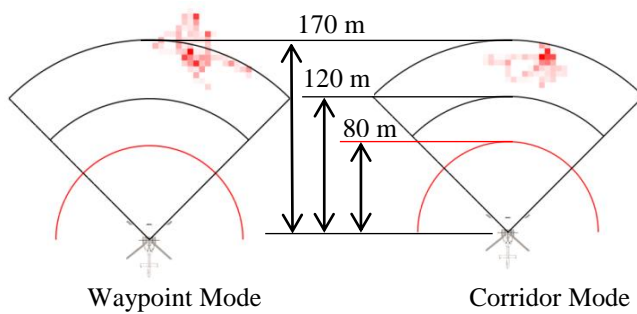 170 m
120 m
80 m
Waypoint Mode
Corridor Mode